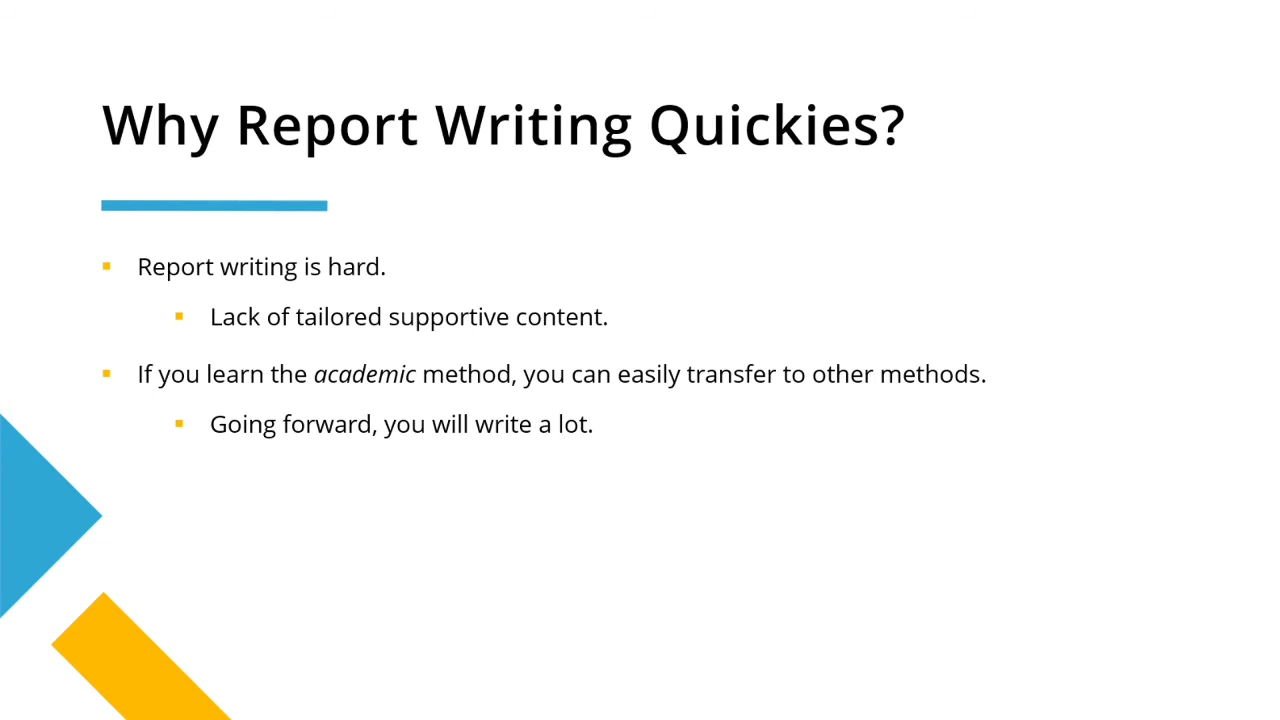 Why Report Writing Quickies?
Report writing is hard.
Lack of tailored supportive content.
If you learn the academic method, you can easily transfer to other methods.
Going forward, you will write a lot.